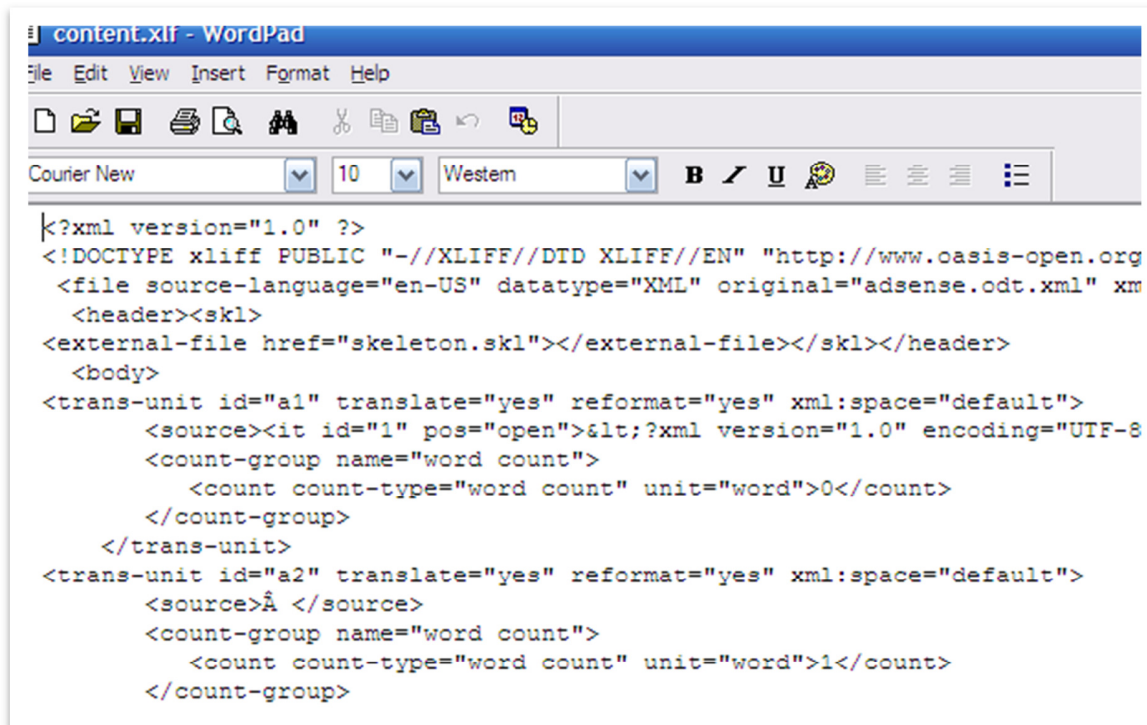 content.xlf - WordPad
File Edit View Insert Format Help
Courier New 10 Western B I U
<?xml version="1.0" ?>
<!DOCTYPE xliff PUBLIC "-//XLIFF//DTD XLIFF//EN" "http://www.oasis-open.org
<file source-language="en-US" datatype="XML" original="adsense.odt.xml" xm
<header><skl>
<external-file href="skeleton.skl"></external-file></skl></header>
<body>
<trans-unit id="a1" translate="yes" reformat="yes" xml:space="default">
<source><it id="1" pos="open">&lt;?xml version="1.0" encoding="UTF-8
<count-group name="word count">
<count count-type="word count" unit="word">0</count>
</count-group>
</trans-unit>
<trans-unit id="a2" translate="yes" reformat="yes" xml:space="default">
<source>Â </source>
<count-group name="word count">
<count count-type="word count" unit="word">1</count>
</count-group>